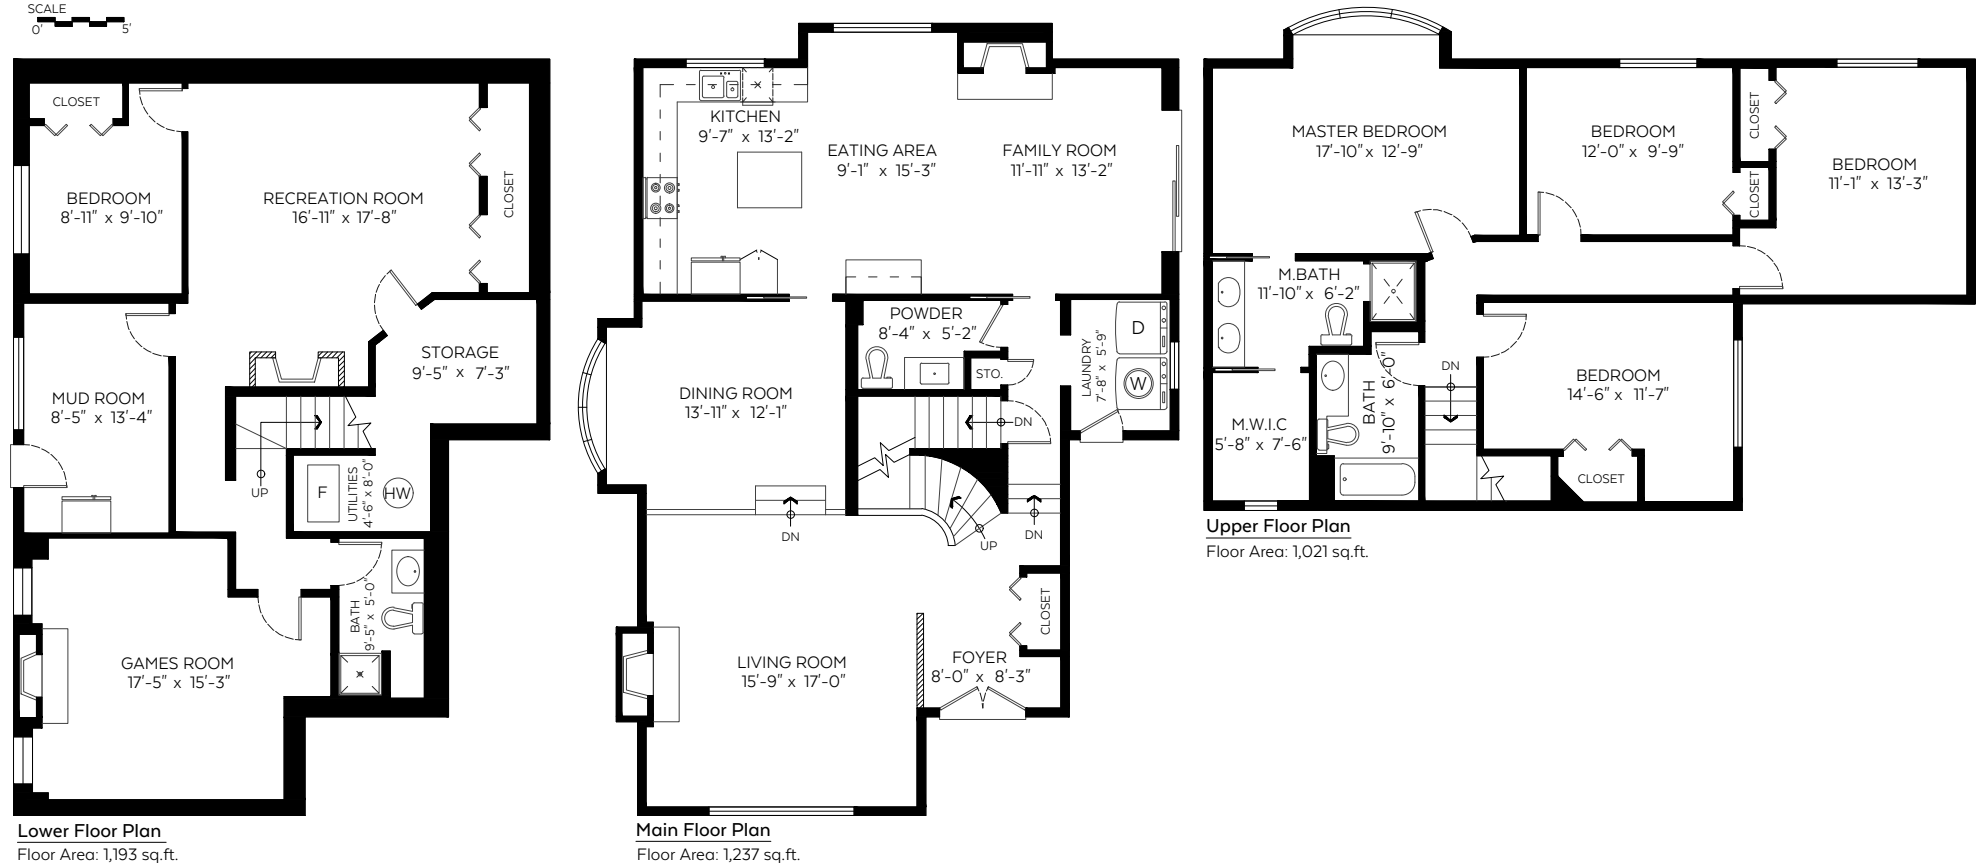 SCALE
0' 5'
CLOSET
BEDROOM
8'-11" x 9'-10"
RECREATION ROOM
16'-11" x 17'-8"
CLOSET
STORAGE
9'-5" x 7'-3"
MUD ROOM
8'-5" x 13'-4"
UP
F
UTILITIES
4'-6" x 8'-0"
HW
BATH
9'-5" x 5'-0"
GAMES ROOM
17'-5" x 15'-3"
Lower Floor Plan
Floor Area: 1,193 sq.ft.
KITCHEN
9'-7" x 13'-2"
EATING AREA
9'-1" x 15'-3"
FAMILY ROOM
11'-11" x 13'-2"
POWDER
8'-4" x 5'-2"
STO.
LAUNDRY
7'-8" x 5'-9"
D
W
DINING ROOM
13'-11" x 12'-1"
DN
DN
UP
DN
CLOSET
LIVING ROOM
15'-9" x 17'-0"
FOYER
8'-0" x 8'-3"
Main Floor Plan
Floor Area: 1,237 sq.ft.
MASTER BEDROOM
17'-10" x 12'-9"
BEDROOM
12'-0" x 9'-9"
CLOSET
CLOSET
BEDROOM
11'-1" x 13'-3"
M.BATH
11'-10" x 6'-2"
M.W.I.C
5'-8" x 7'-6"
BATH
9'-10" x 6'-0"
DN
BEDROOM
14'-6" x 11'-7"
CLOSET
Upper Floor Plan
Floor Area: 1,021 sq.ft.